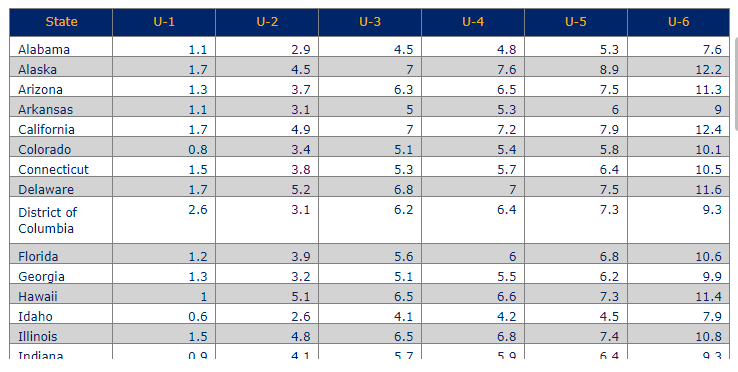 State U-1 U-2 U-3 U-4 U-5 U-6
Alabama 1.1 2.9 4.5 4.8 5.3 7.6
Alaska 1.7 4.5 7 7.6 8.9 12.2
Arizona 1.3 3.7 6.3 6.5 7.5 11.3
Arkansas 1.1 3.1 5 5.3 6 9
California 1.7 4.9 7 7.2 7.9 12.4
Colorado 0.8 3.4 5.1 5.4 5.8 10.1
Connecticut 1.5 3.8 5.3 5.7 6.4 10.5
Delaware 1.7 5.2 6.8 7 7.5 11.6
District of 2.6 3.1 6.2 6.4 7.3 9.3
Columbia
Florida 1.2 3.9 5.6 6 6.8 10.6
Georgia 1.3 3.2 5.1 5.5 6.2 9.9
Hawaii 1 5.1 6.5 6.6 7.3 11.4
Idaho 0.6 2.6 4.1 4.2 4.5 7.9
Illinois 1.5 4.8 6.5 6.8 7.4 10.8
Indiana 0.9 4.1 5.7 5.9 6.4 9.3